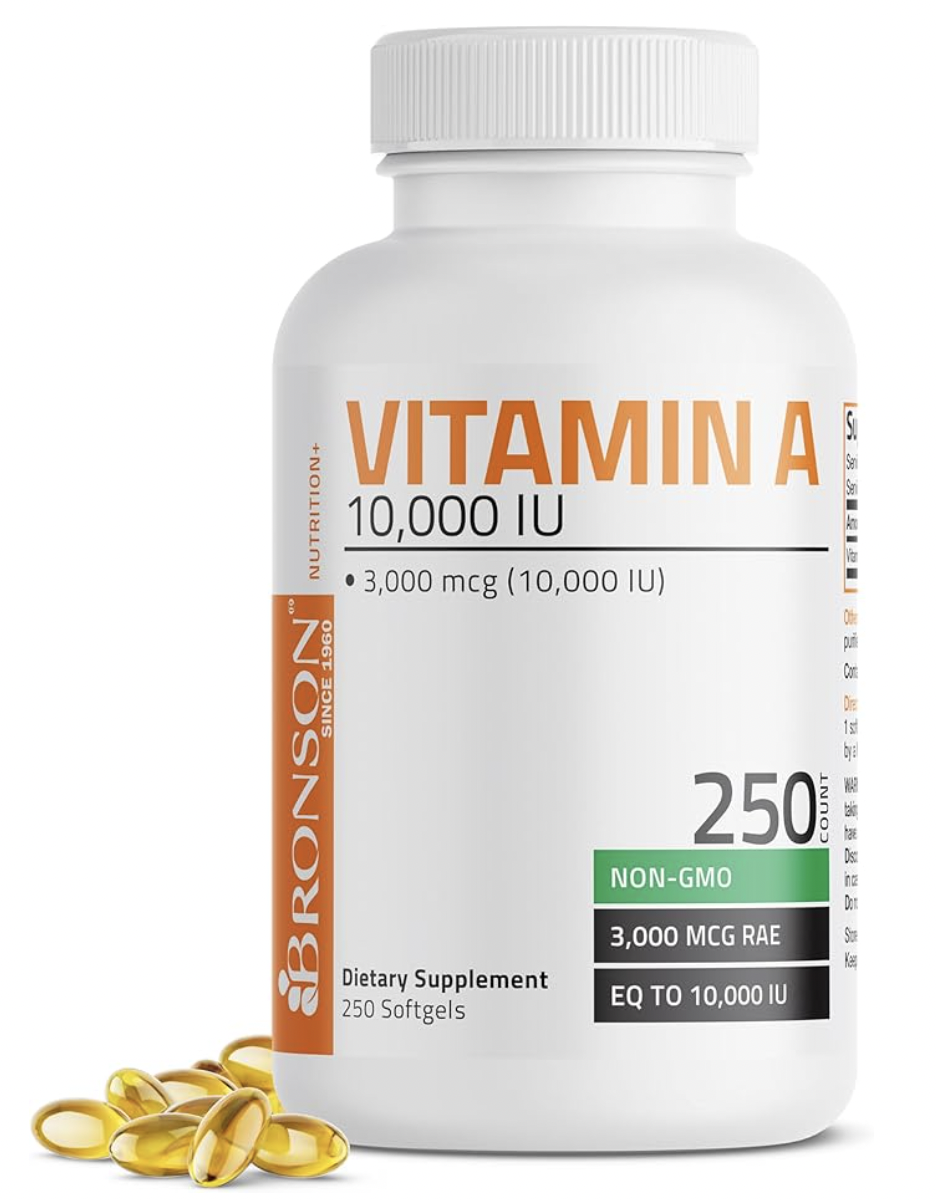 VITAMIN A
10,000 IU
• 3,000 mcg (10,000 IU)
NUTRITION+
BRONSON
SINCE 1960
250
COUNT
NON-GMO
3,000 MCG RAE
EQ TO 10,000 IU
Dietary Supplement
250 Softgels